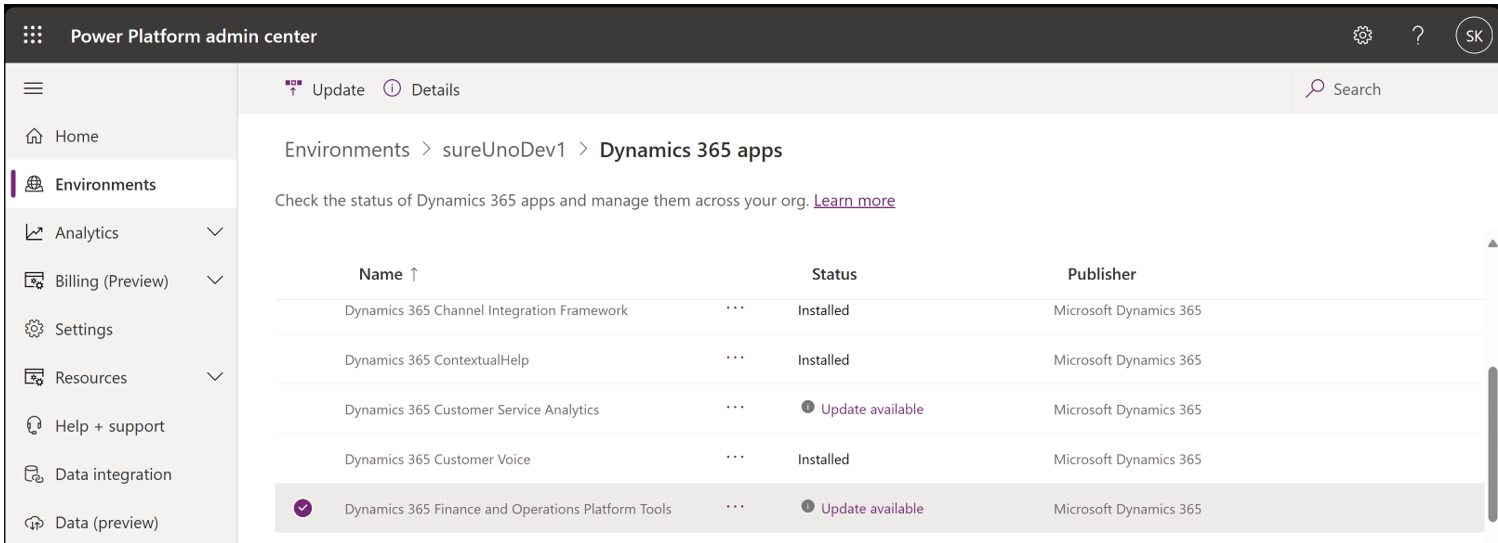 Power Platform admin center
? SK
Update Details Search
Home
Environments
Analytics
Billing (Preview)
Settings
Resources
Help + support
Data integration
Data (preview)
Environments > sureUnoDev1 > Dynamics 365 apps
Check the status of Dynamics 365 apps and manage them across your org. Learn more
Name ↑ Status Publisher
Dynamics 365 Channel Integration Framework ... Installed Microsoft Dynamics 365
Dynamics 365 ContextualHelp ... Installed Microsoft Dynamics 365
Dynamics 365 Customer Service Analytics ... Update available Microsoft Dynamics 365
Dynamics 365 Customer Voice ... Installed Microsoft Dynamics 365
Dynamics 365 Finance and Operations Platform Tools ... Update available Microsoft Dynamics 365